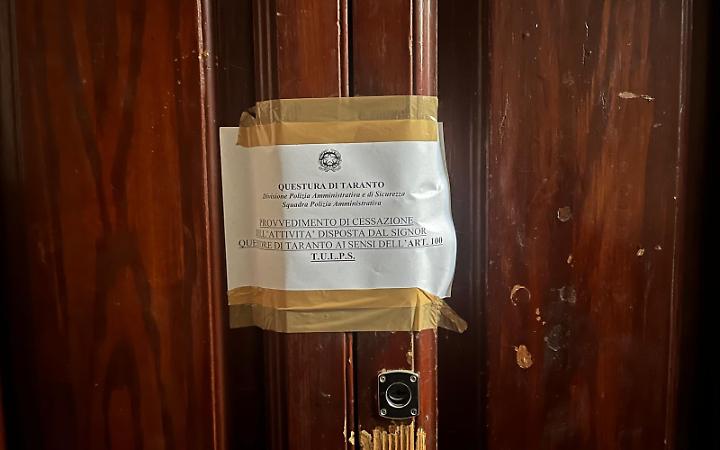 QUESTURA DI TARANTO
Divisione Polizia Amministrativa e di Sicurezza
Squadra Polizia Amministrativa
PROVVEDIMENTO DI CESSAZIONE
DELL'ATTIVITA' DISPOSTA DAL SIGNOR
QUESTORE DI TARANTO AI SENSI DELL'ART. 100
T.U.L.P.S.